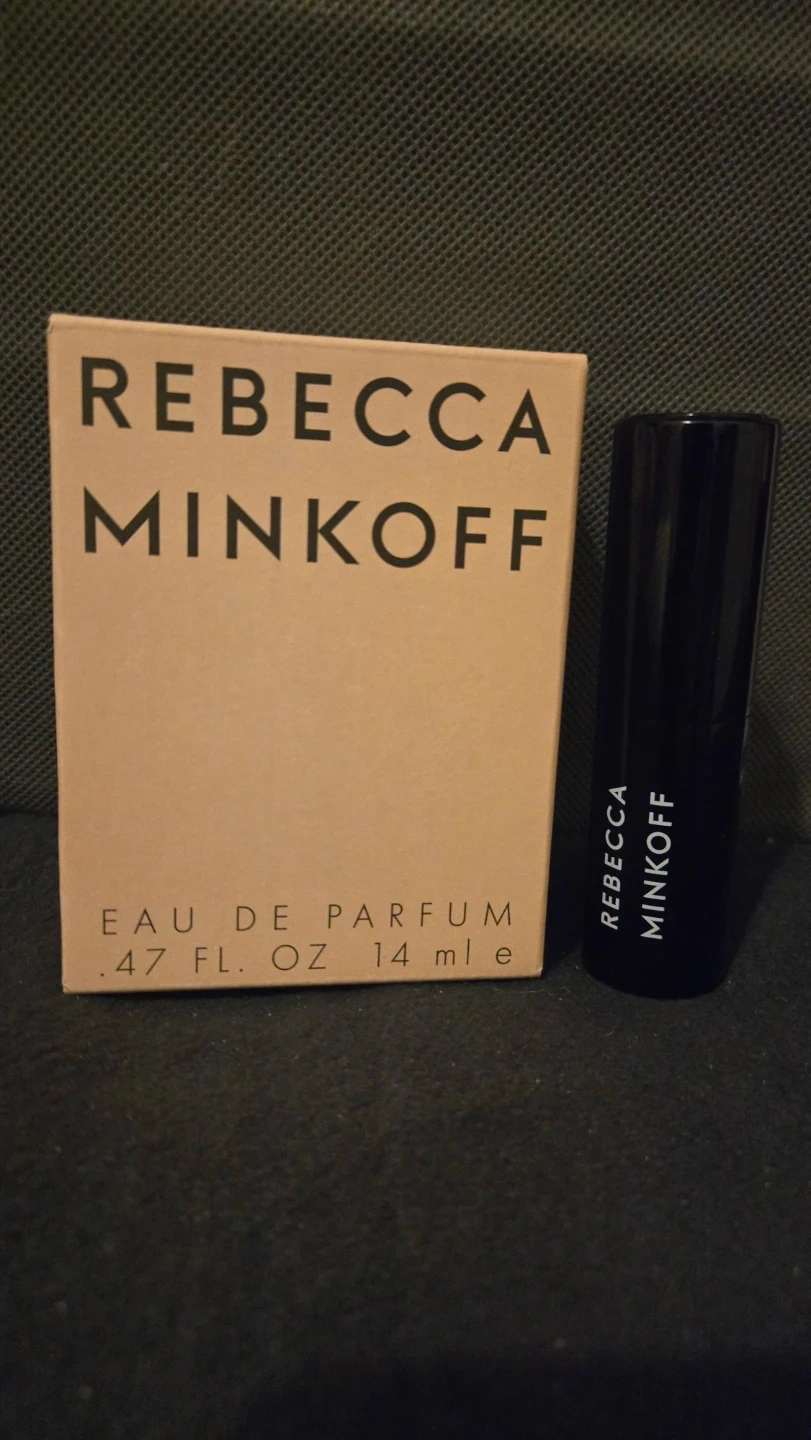 REBECCA
MINKOFF
EAU DE PARFUM
.47 FL. OZ 14 ml e
REBECCA
MINKOFF